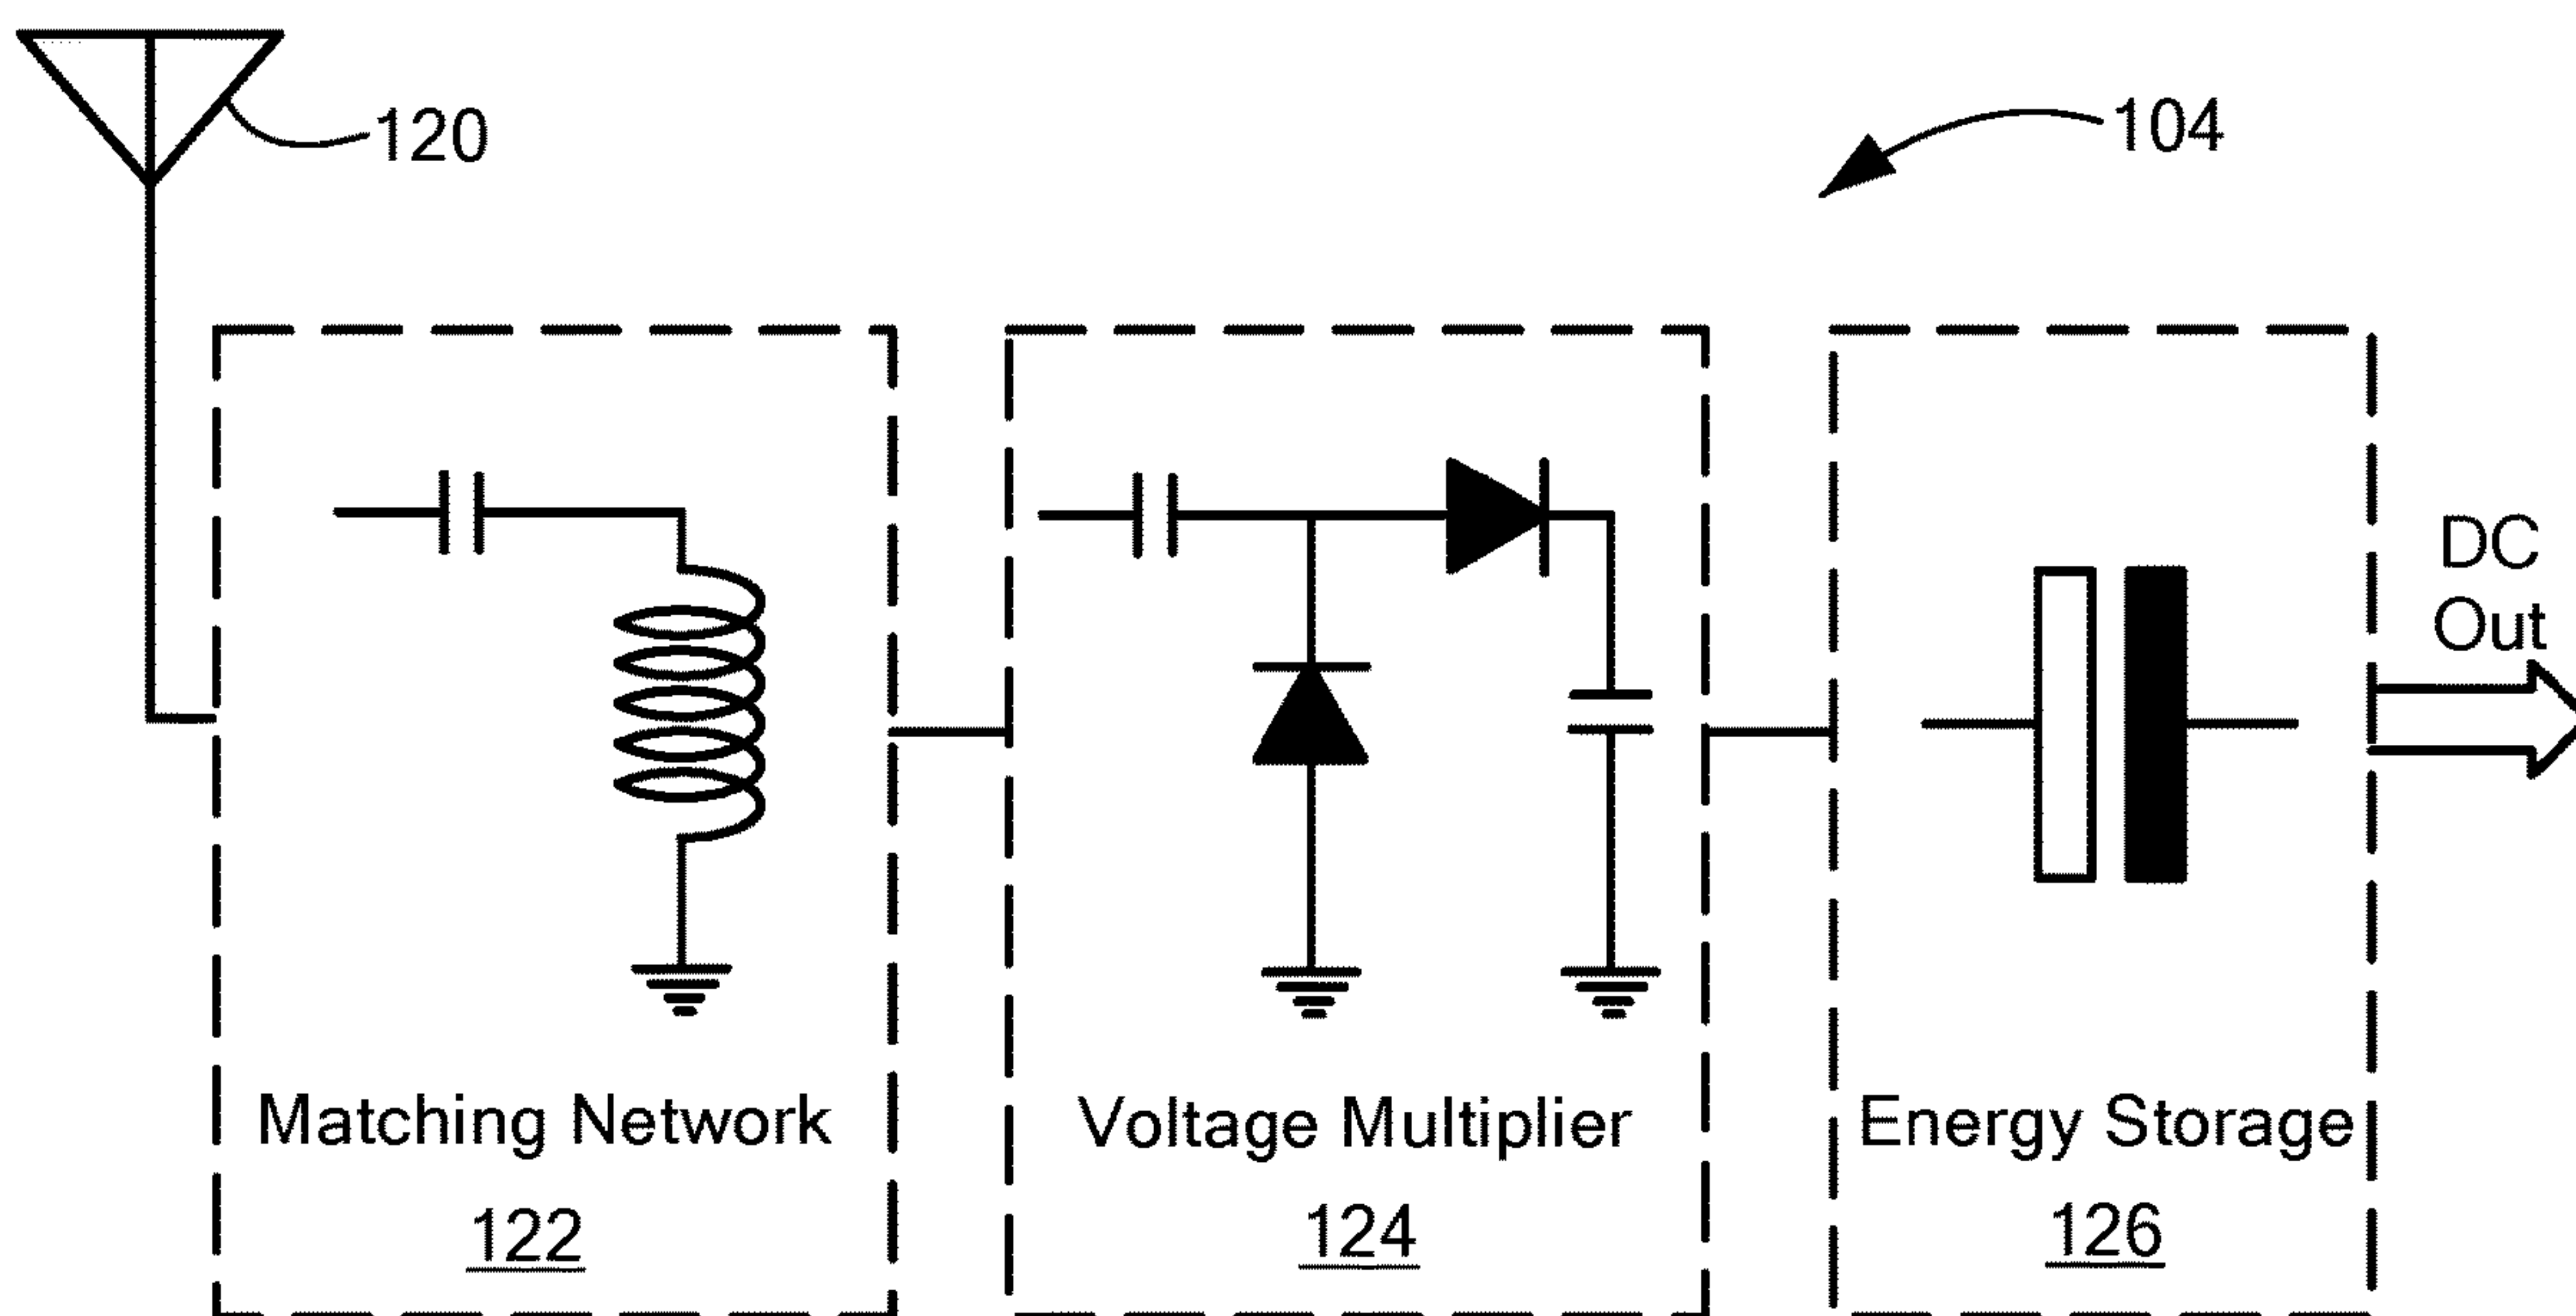 120
104
DC
Out
Matching Network
122
Voltage Multiplier
124
Energy Storage
126